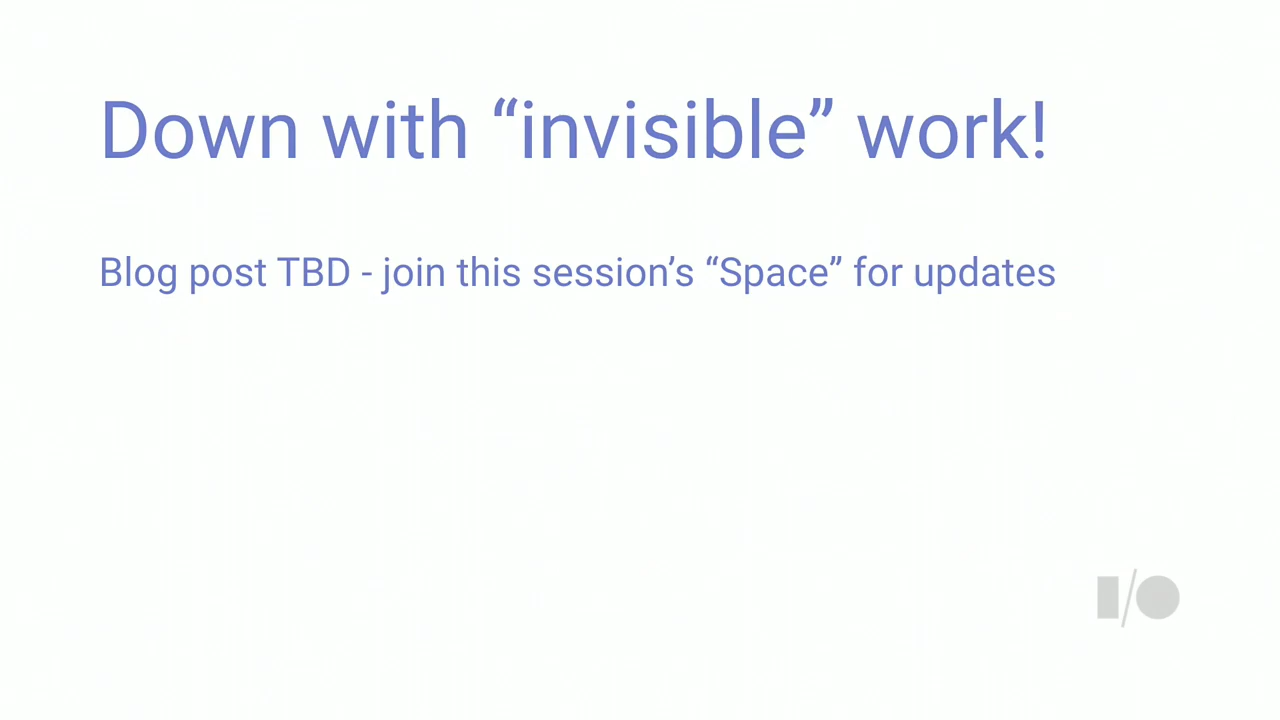 Down with “invisible” work!
Blog post TBD - join this session’s “Space” for updates
I/O